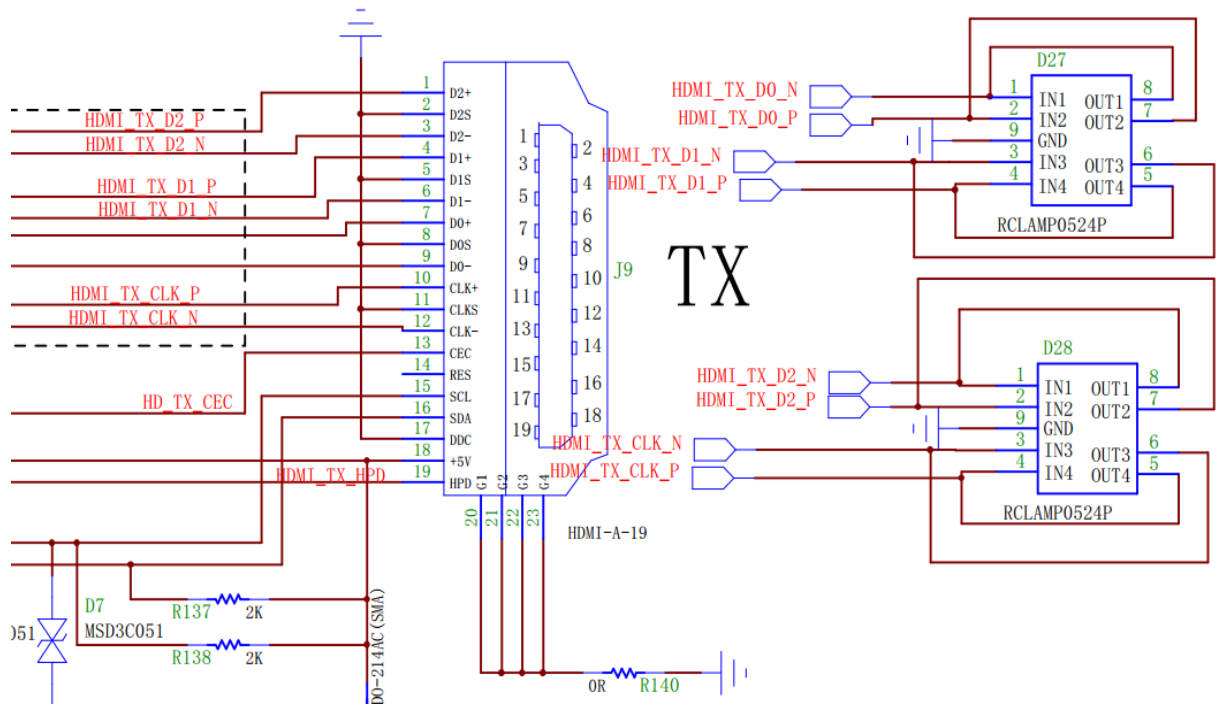 HDMI_TX_D2_P
HDMI_TX_D2_N
HDMI_TX_D1_P
HDMI_TX_D1_N
HDMI_TX_CLK_P
HDMI_TX_CLK_N
HD_TX_CEC
HDMI_TX_HPD
1 D2+
2 D2S
3 D2-
4 D1+
5 D1S
6 D1-
7 D0+
8 D0S
9 D0-
10 CLK+
11 CLKS
12 CLK-
13 CEC
14 RES
15 SCL
16 SDA
17 DDC
18 +5V
19 HPD
1
2
3
4
5
6
7
8
9
10
11
12
13
14
15
16
17
18
19
G1 G2 G3 G4
20 21 22 23
J9
HDMI-A-19
TX
HDMI_TX_D0_N
HDMI_TX_D0_P
HDMI_TX_D1_N
HDMI_TX_D1_P
D27
1 IN1 OUT1 8
2 IN2 OUT2 7
9 GND
3 IN3 OUT3 6
4 IN4 OUT4 5
RCLAMP0524P
HDMI_TX_D2_N
HDMI_TX_D2_P
HDMI_TX_CLK_N
HDMI_TX_CLK_P
D28
1 IN1 OUT1 8
2 IN2 OUT2 7
9 GND
3 IN3 OUT3 6
4 IN4 OUT4 5
RCLAMP0524P
D7
MSD3C051
051
R137 2K
R138 2K
DO-214AC(SMA)
0R R140